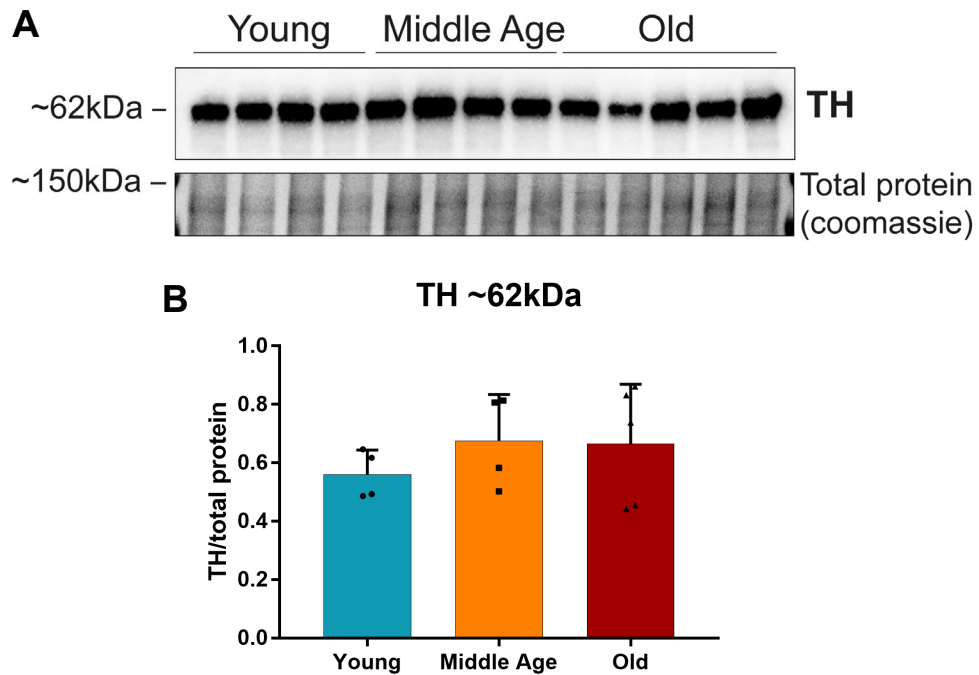 A
Young Middle Age Old
~62kDa –
TH
~150kDa –
Total protein
(coomassie)
B
TH ~62kDa
TH/total protein
1.0
0.8
0.6
0.4
0.2
0.0
Young Middle Age Old